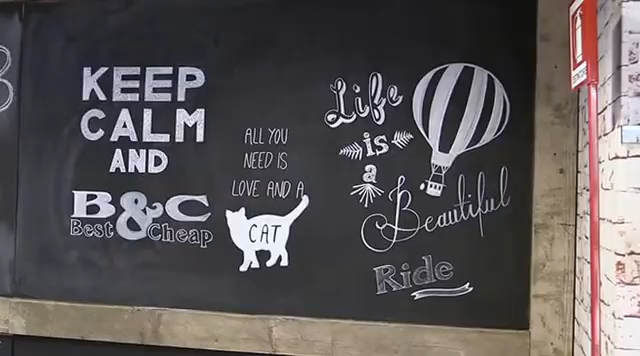 KEEP
CALM
AND
B & C
Best Cheap
ALL YOU
NEED IS
LOVE AND A
CAT
Life
is
a
Beautiful
Ride